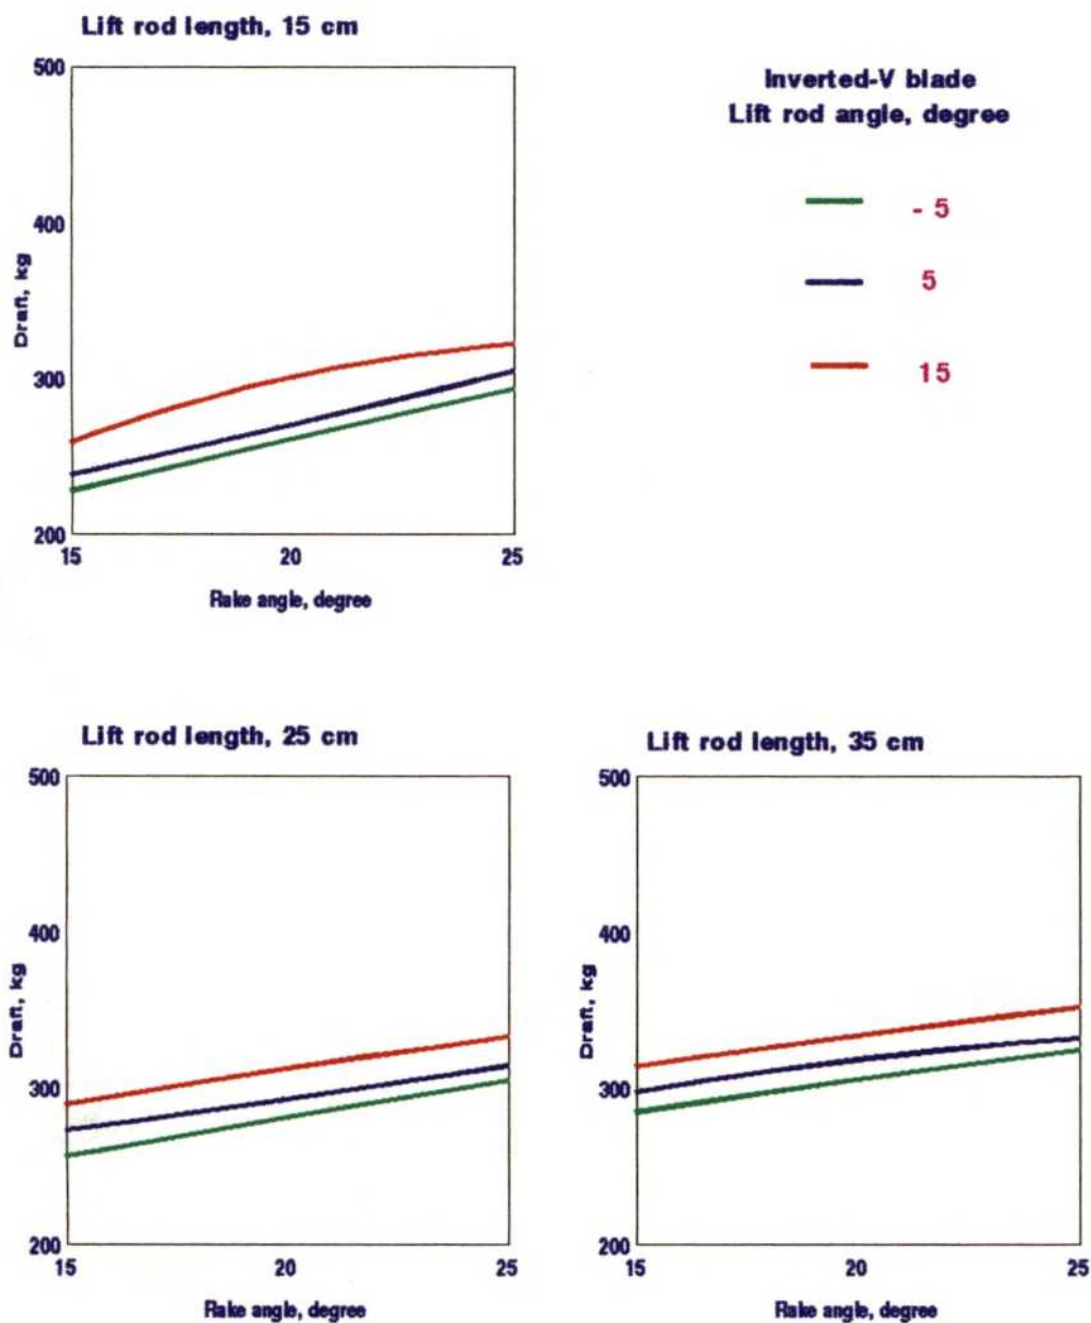 Lift rod length, 15 cm
500
400
300
200
Draft, kg
15 20 25
Rake angle, degree
Inverted-V blade
Lift rod angle, degree
- 5
5
15
Lift rod length, 25 cm
500
400
300
200
Draft, kg
15 20 25
Rake angle, degree
Lift rod length, 35 cm
500
400
300
200
Draft, kg
15 20 25
Rake angle, degree